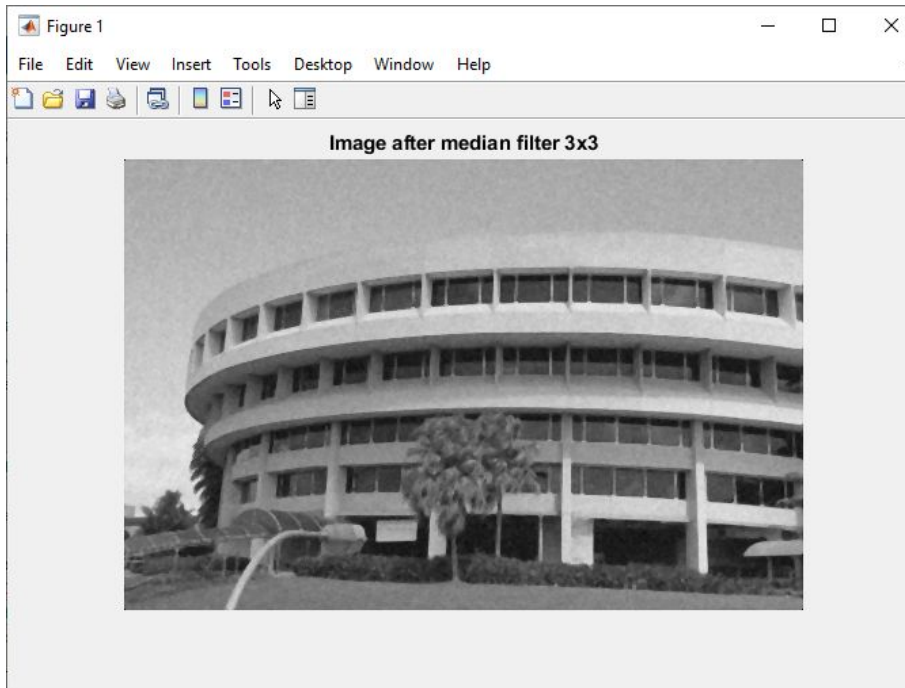 Figure 1
File Edit View Insert Tools Desktop Window Help
Image after median filter 3x3